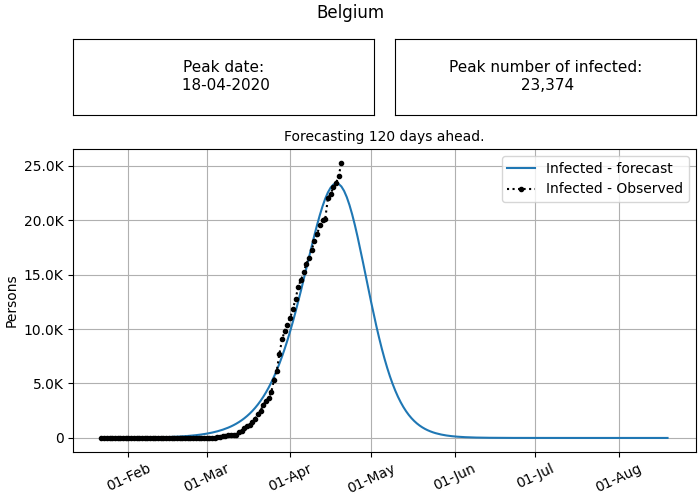 Belgium
Peak date:
18-04-2020
Peak number of infected:
23,374
Forecasting 120 days ahead.
Infected - forecast
Infected - Observed
Persons
25.0K
20.0K
15.0K
10.0K
5.0K
0
01-Feb
01-Mar
01-Apr
01-May
01-Jun
01-Jul
01-Aug